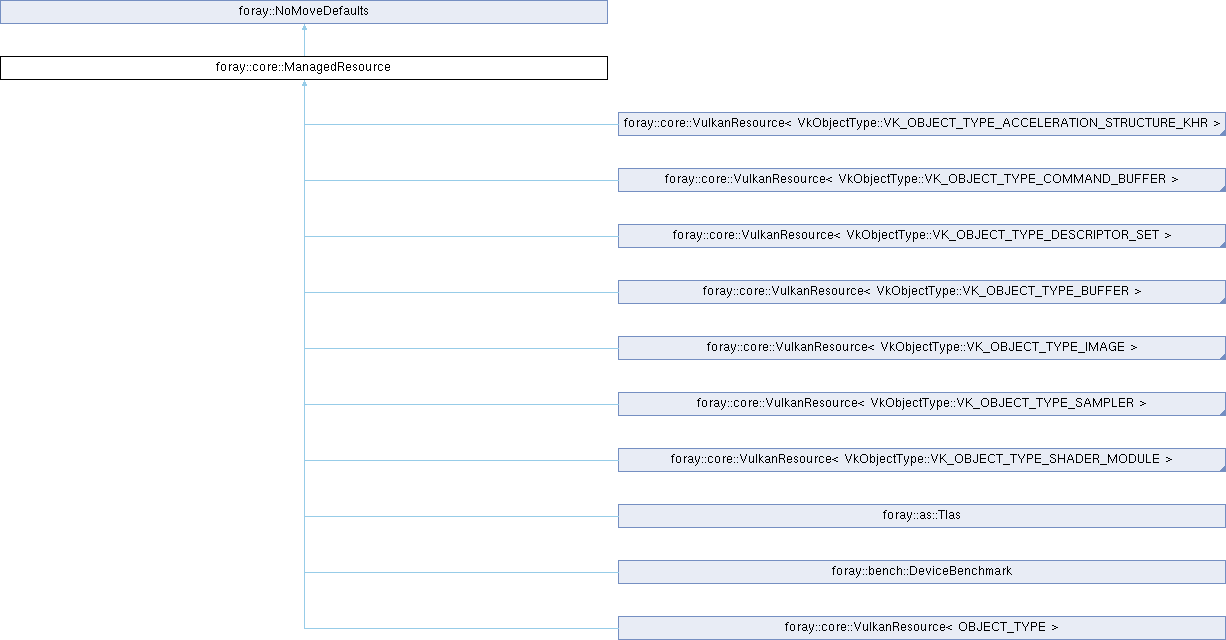 foray::NoMoveDefaults
foray::core::ManagedResource
foray::core::VulkanResource< VkObjectType::VK_OBJECT_TYPE_ACCELERATION_STRUCTURE_KHR >
foray::core::VulkanResource< VkObjectType::VK_OBJECT_TYPE_COMMAND_BUFFER >
foray::core::VulkanResource< VkObjectType::VK_OBJECT_TYPE_DESCRIPTOR_SET >
foray::core::VulkanResource< VkObjectType::VK_OBJECT_TYPE_BUFFER >
foray::core::VulkanResource< VkObjectType::VK_OBJECT_TYPE_IMAGE >
foray::core::VulkanResource< VkObjectType::VK_OBJECT_TYPE_SAMPLER >
foray::core::VulkanResource< VkObjectType::VK_OBJECT_TYPE_SHADER_MODULE >
foray::as::Tlas
foray::bench::DeviceBenchmark
foray::core::VulkanResource< OBJECT_TYPE >